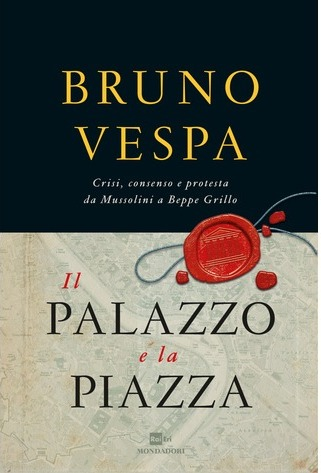 BRUNO
VESPA
Crisi, consenso e protesta
da Mussolini a Beppe Grillo
Il
PALAZZO
e la
PIAZZA
Rai Eri
MONDADORI